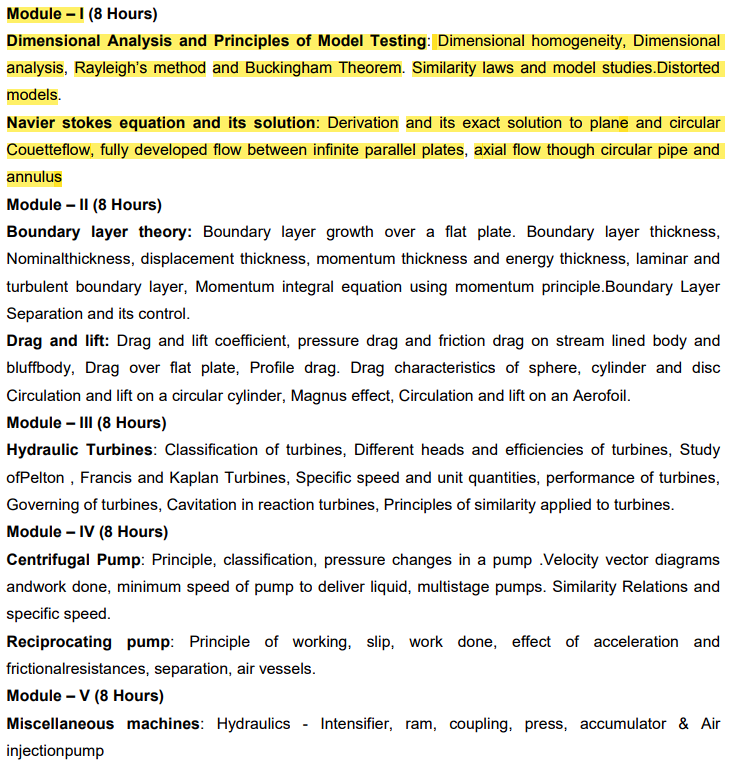 Module – I (8 Hours)
Dimensional Analysis and Principles of Model Testing: Dimensional homogeneity, Dimensional
analysis, Rayleigh’s method and Buckingham Theorem. Similarity laws and model studies.Distorted
models.
Navier stokes equation and its solution: Derivation and its exact solution to plane and circular
Couetteflow, fully developed flow between infinite parallel plates, axial flow though circular pipe and
annulus
Module – II (8 Hours)
Boundary layer theory: Boundary layer growth over a flat plate. Boundary layer thickness,
Nominalthickness, displacement thickness, momentum thickness and energy thickness, laminar and
turbulent boundary layer, Momentum integral equation using momentum principle.Boundary Layer
Separation and its control.
Drag and lift: Drag and lift coefficient, pressure drag and friction drag on stream lined body and
bluffbody, Drag over flat plate, Profile drag. Drag characteristics of sphere, cylinder and disc
Circulation and lift on a circular cylinder, Magnus effect, Circulation and lift on an Aerofoil.
Module – III (8 Hours)
Hydraulic Turbines: Classification of turbines, Different heads and efficiencies of turbines, Study
ofPelton , Francis and Kaplan Turbines, Specific speed and unit quantities, performance of turbines,
Governing of turbines, Cavitation in reaction turbines, Principles of similarity applied to turbines.
Module – IV (8 Hours)
Centrifugal Pump: Principle, classification, pressure changes in a pump .Velocity vector diagrams
andwork done, minimum speed of pump to deliver liquid, multistage pumps. Similarity Relations and
specific speed.
Reciprocating pump: Principle of working, slip, work done, effect of acceleration and
frictionalresistances, separation, air vessels.
Module – V (8 Hours)
Miscellaneous machines: Hydraulics - Intensifier, ram, coupling, press, accumulator & Air
injectionpump